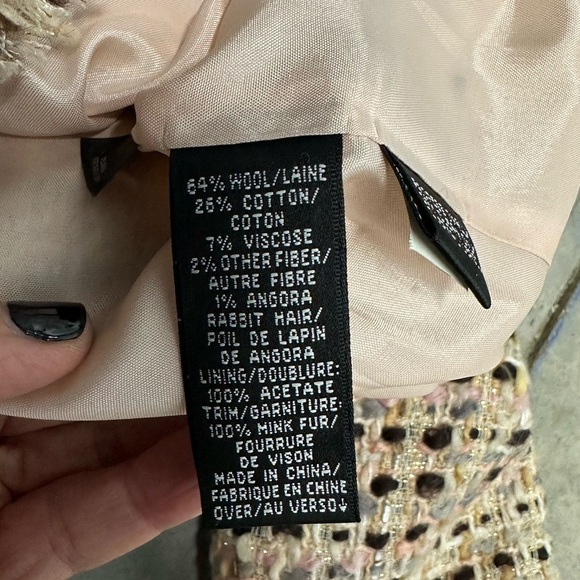 64% WOOL/LAINE
26% COTTON/
COTON
7% VISCOSE
2% OTHER FIBER/
AUTRE FIBRE
1% ANGORA
RABBIT HAIR/
POIL DE LAPIN
DE ANGORA
LINING/DOUBLURE:
100% ACETATE
TRIM/GARNITURE:
100% MINK FUR/
FOURRURE
DE VISON
MADE IN CHINA/
FABRIQUE EN CHINE
OVER/AU VERSO↓